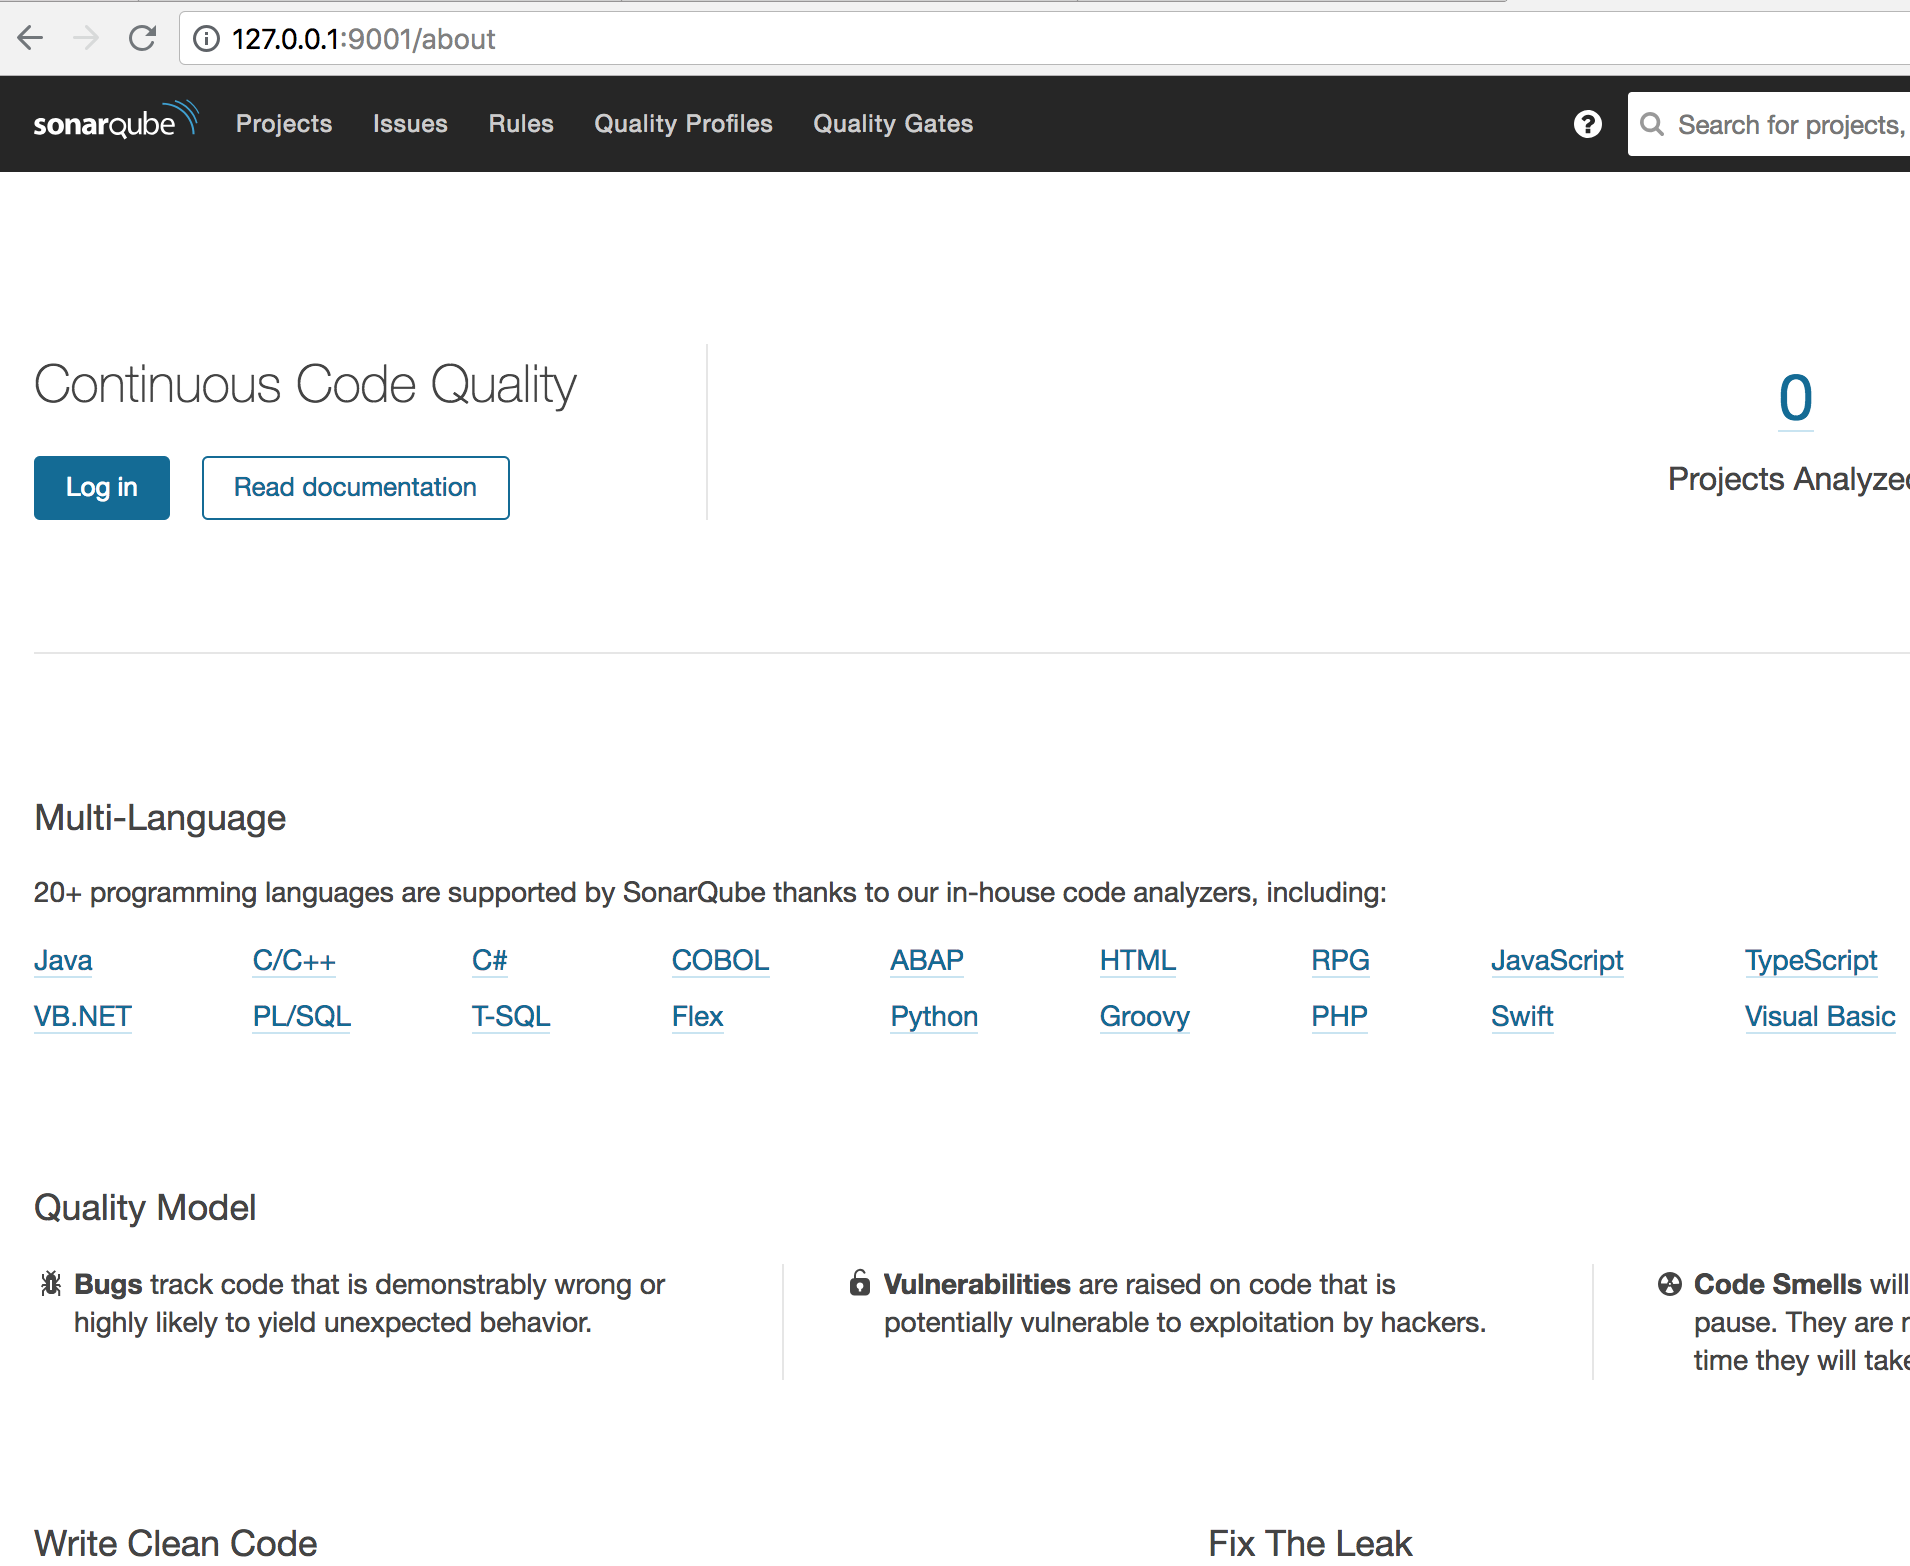 127.0.0.1:9001/about
sonarqube Projects Issues Rules Quality Profiles Quality Gates ? Search for projects,
Continuous Code Quality
0
Log in Read documentation
Projects Analyzed
Multi-Language
20+ programming languages are supported by SonarQube thanks to our in-house code analyzers, including:
Java C/C++ C# COBOL ABAP HTML RPG JavaScript TypeScript
VB.NET PL/SQL T-SQL Flex Python Groovy PHP Swift Visual Basic
Quality Model
Bugs track code that is demonstrably wrong or
highly likely to yield unexpected behavior.
Vulnerabilities are raised on code that is
potentially vulnerable to exploitation by hackers.
Code Smells will
pause. They are
time they will take
Write Clean Code
Fix The Leak